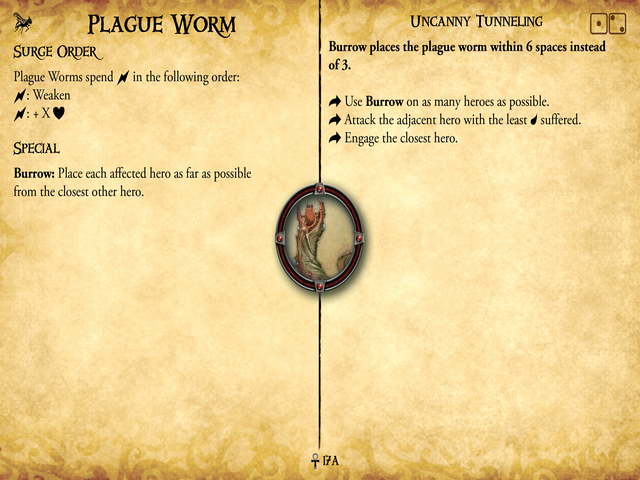 Plague Worm
Surge Order
Plague Worms spend in the following order:
: Weaken
: + X
Special
Burrow: Place each affected hero as far as possible
from the closest other hero.
Uncanny Tunneling
Burrow places the plague worm within 6 spaces instead
of 3.
Use Burrow on as many heroes as possible.
Attack the adjacent hero with the least suffered.
Engage the closest hero.
17A